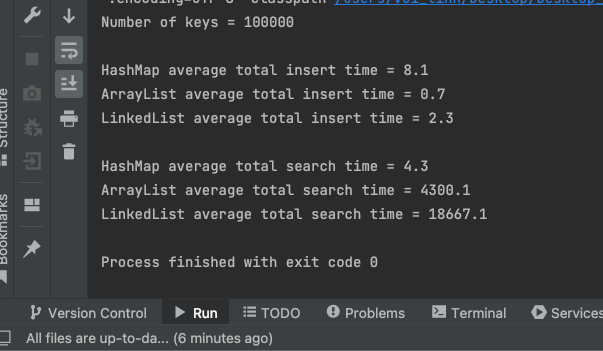 Number of keys = 100000
HashMap average total insert time = 8.1
ArrayList average total insert time = 0.7
LinkedList average total insert time = 2.3
HashMap average total search time = 4.3
ArrayList average total search time = 4300.1
LinkedList average total search time = 18667.1
Process finished with exit code 0
Structure
Bookmarks
Version Control
Run
TODO
Problems
Terminal
Services
All files are up-to-da... (6 minutes ago)